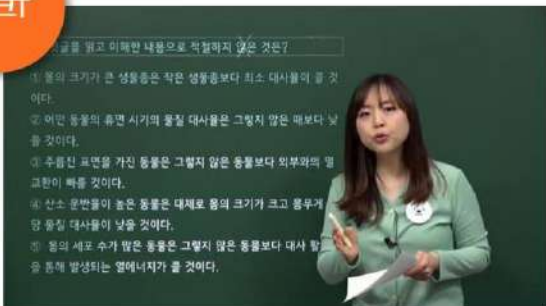 윗글을 읽고 이해한 내용으로 적절하지 않은 것은?
① 몸의 크기가 큰 생물종은 작은 생물종보다 최소 대사율이 클 것
이다.
② 어떤 동물의 휴면 시기의 물질 대사율은 그렇지 않은 때보다 낮
을 것이다.
③ 주름진 표면을 가진 동물은 그렇지 않은 동물보다 외부와의 열
교환이 빠를 것이다.
④ 산소 운반율이 높은 동물은 대체로 몸의 크기가 크고 몸무게
당 물질 대사율이 낮을 것이다.
⑤ 몸의 세포 수가 많은 동물은 그렇지 않은 동물보다 대사 활
을 통해 발생되는 열에너지가 클 것이다.